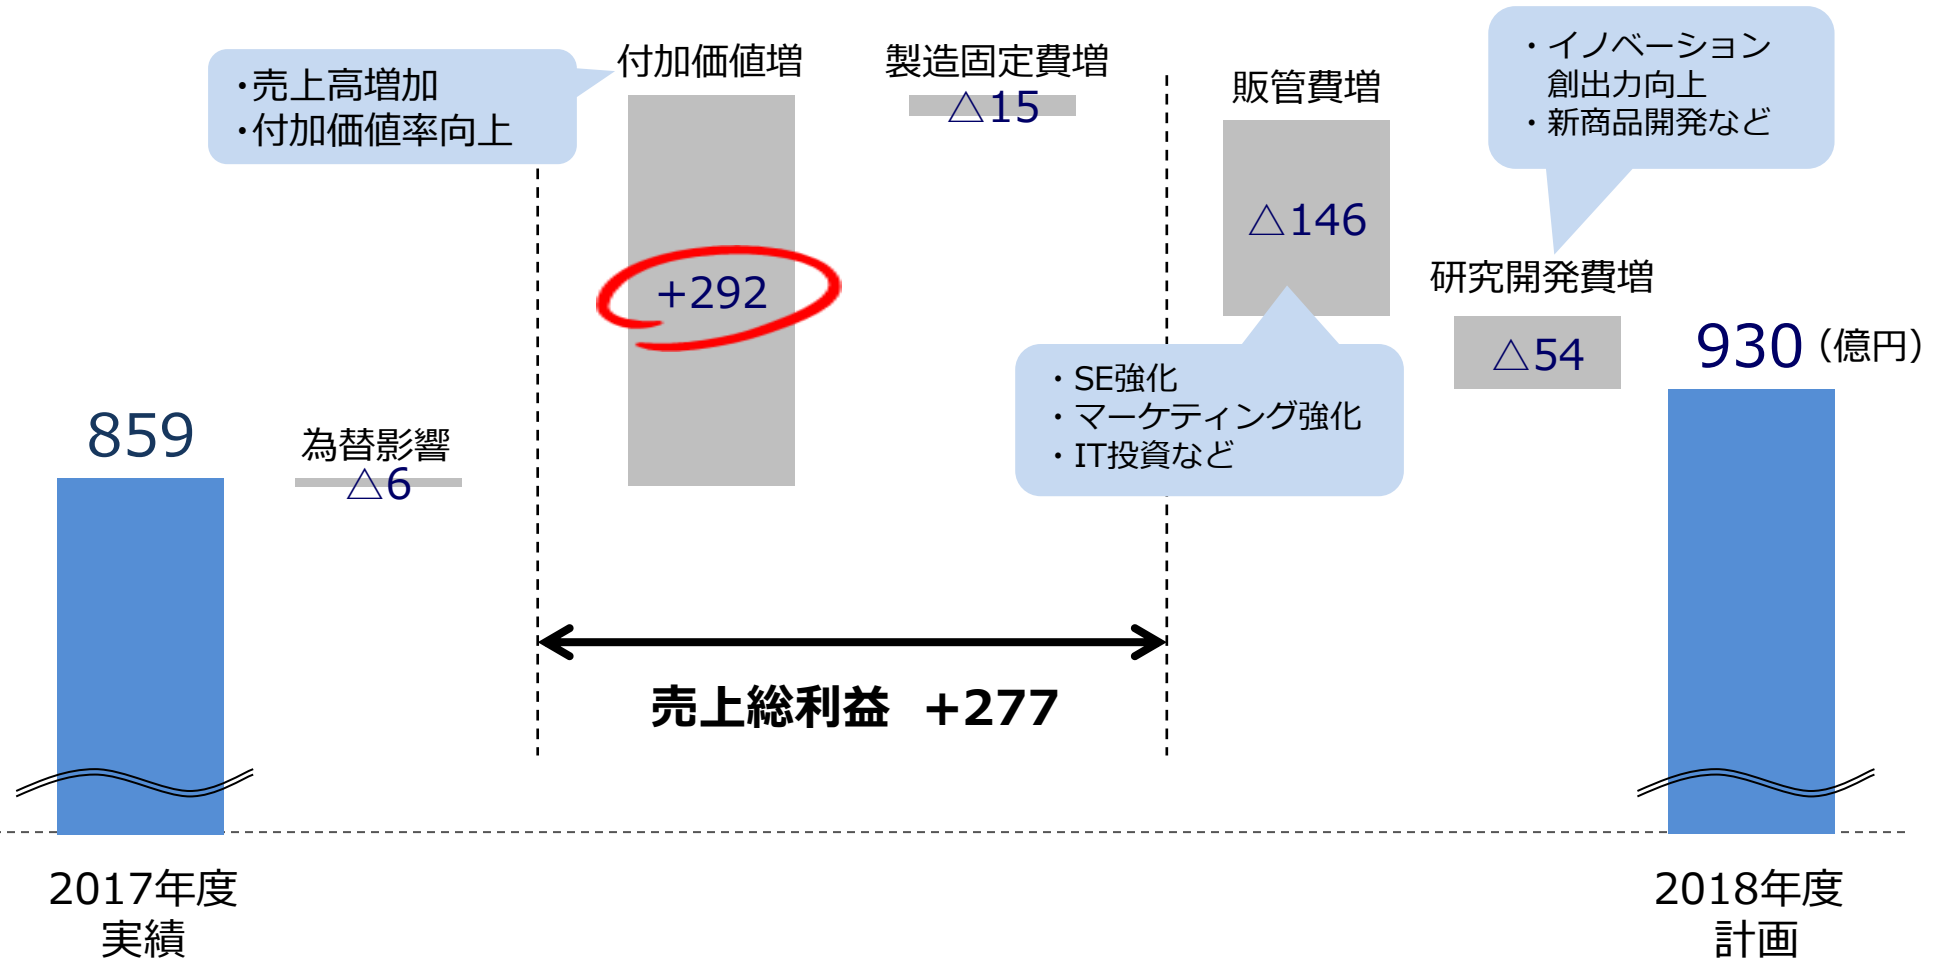 ・売上高増加
・付加価値率向上
付加価値増
+292
製造固定費増
△15
販管費増
△146
・イノベーション
創出力向上
・新商品開発など
研究開発費増
△54
930（億円）
・SE強化
・マーケティング強化
・IT投資など
859
為替影響
△6
売上総利益 +277
2017年度
実績
2018年度
計画